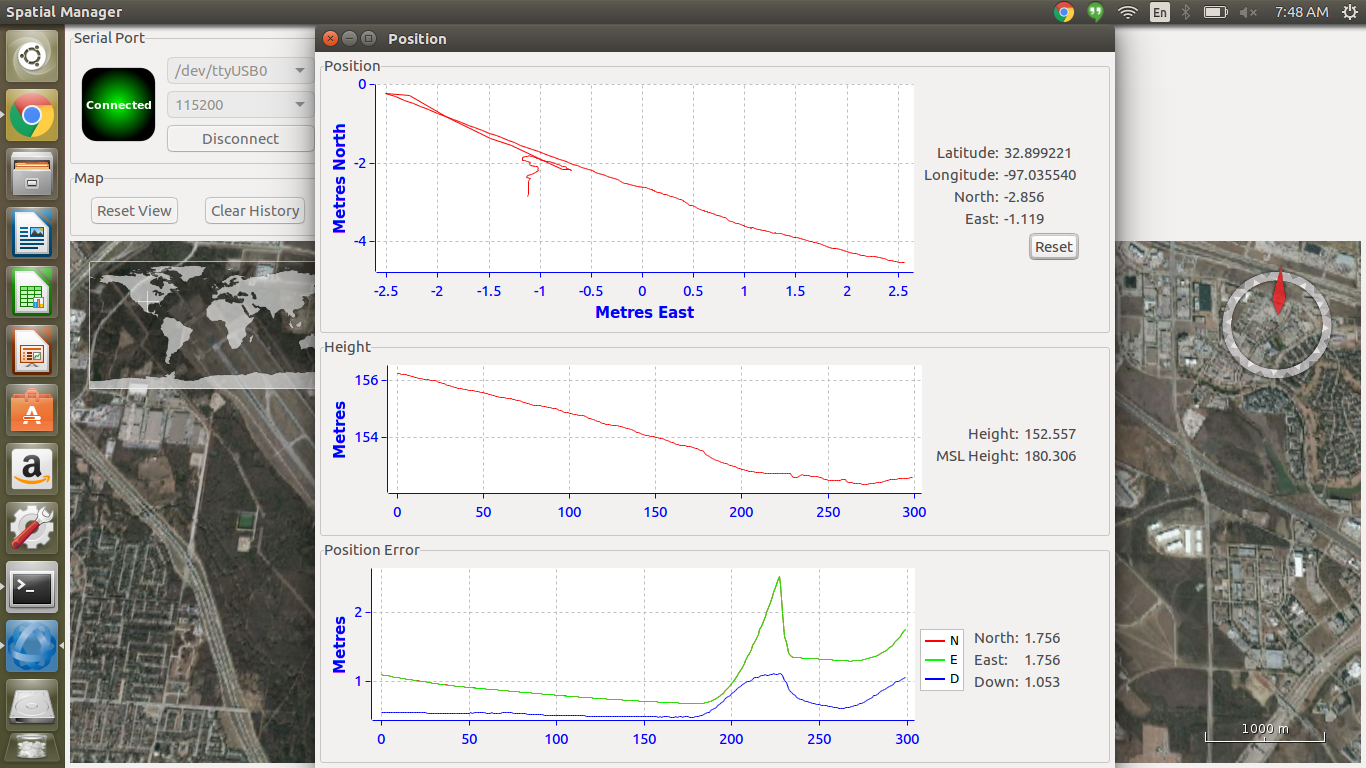 Spatial Manager
En
7:48 AM
Serial Port
Connected
/dev/ttyUSB0
115200
Disconnect
Map
Reset View
Clear History
Position
Position
Metres North
0
-2
-4
-2.5 -2 -1.5 -1 -0.5 0 0.5 1 1.5 2 2.5
Metres East
Latitude: 32.899221
Longitude: -97.035540
North: -2.856
East: -1.119
Reset
Height
Metres
156
154
0 50 100 150 200 250 300
Height: 152.557
MSL Height: 180.306
Position Error
Metres
2
1
0 50 100 150 200 250 300
N
E
D
North: 1.756
East: 1.756
Down: 1.053
1000 m
a